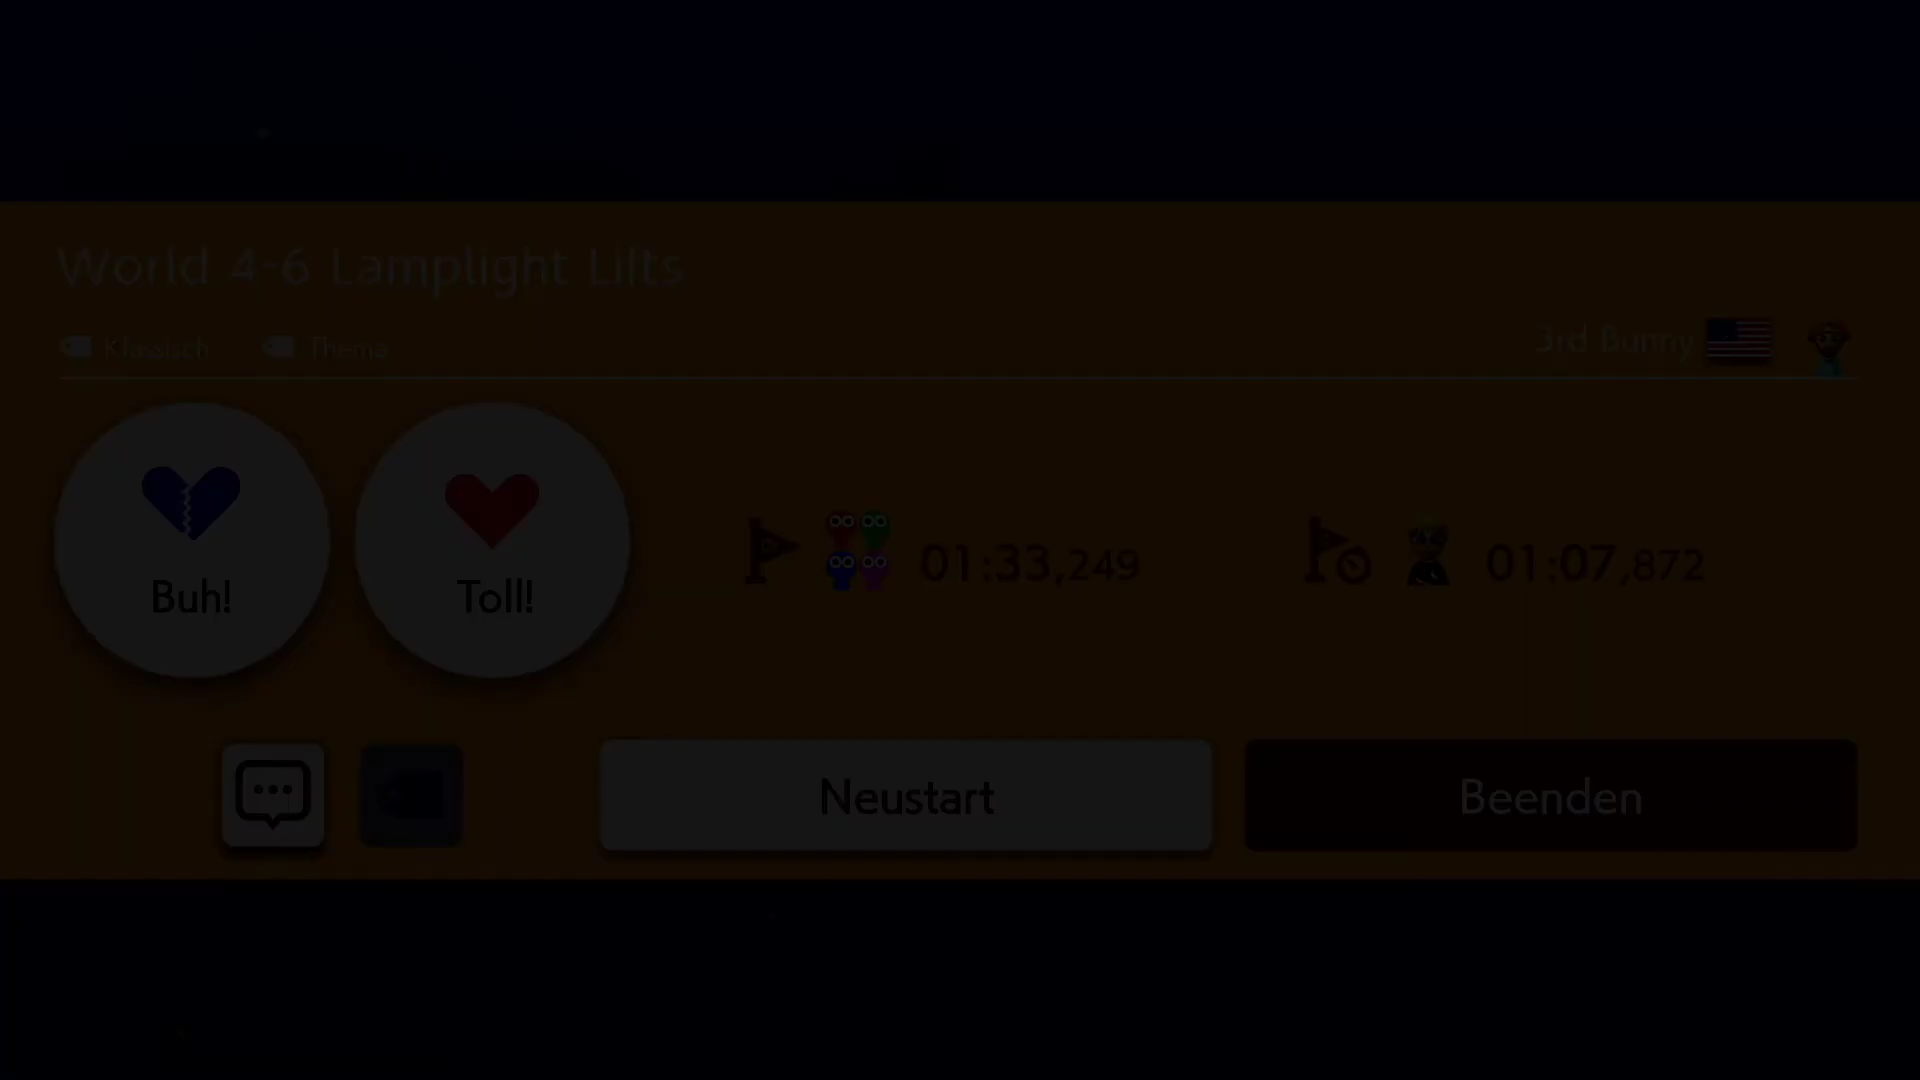 World 4-6 Lamplight Lifts
Klassisch Thema
3rd Bunny
Buh!
Toll!
01:33,249
01:07,872
Neustart
Beenden